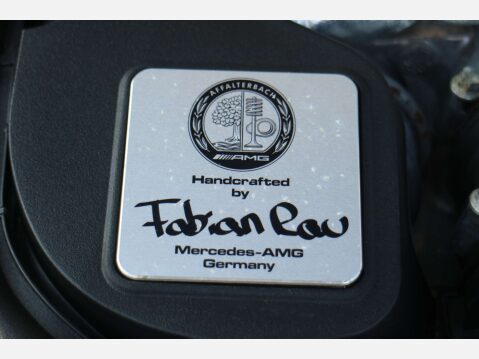 AFFALTERBACH
AMG
Handcrafted
by
Fabian Rau
Mercedes-AMG
Germany